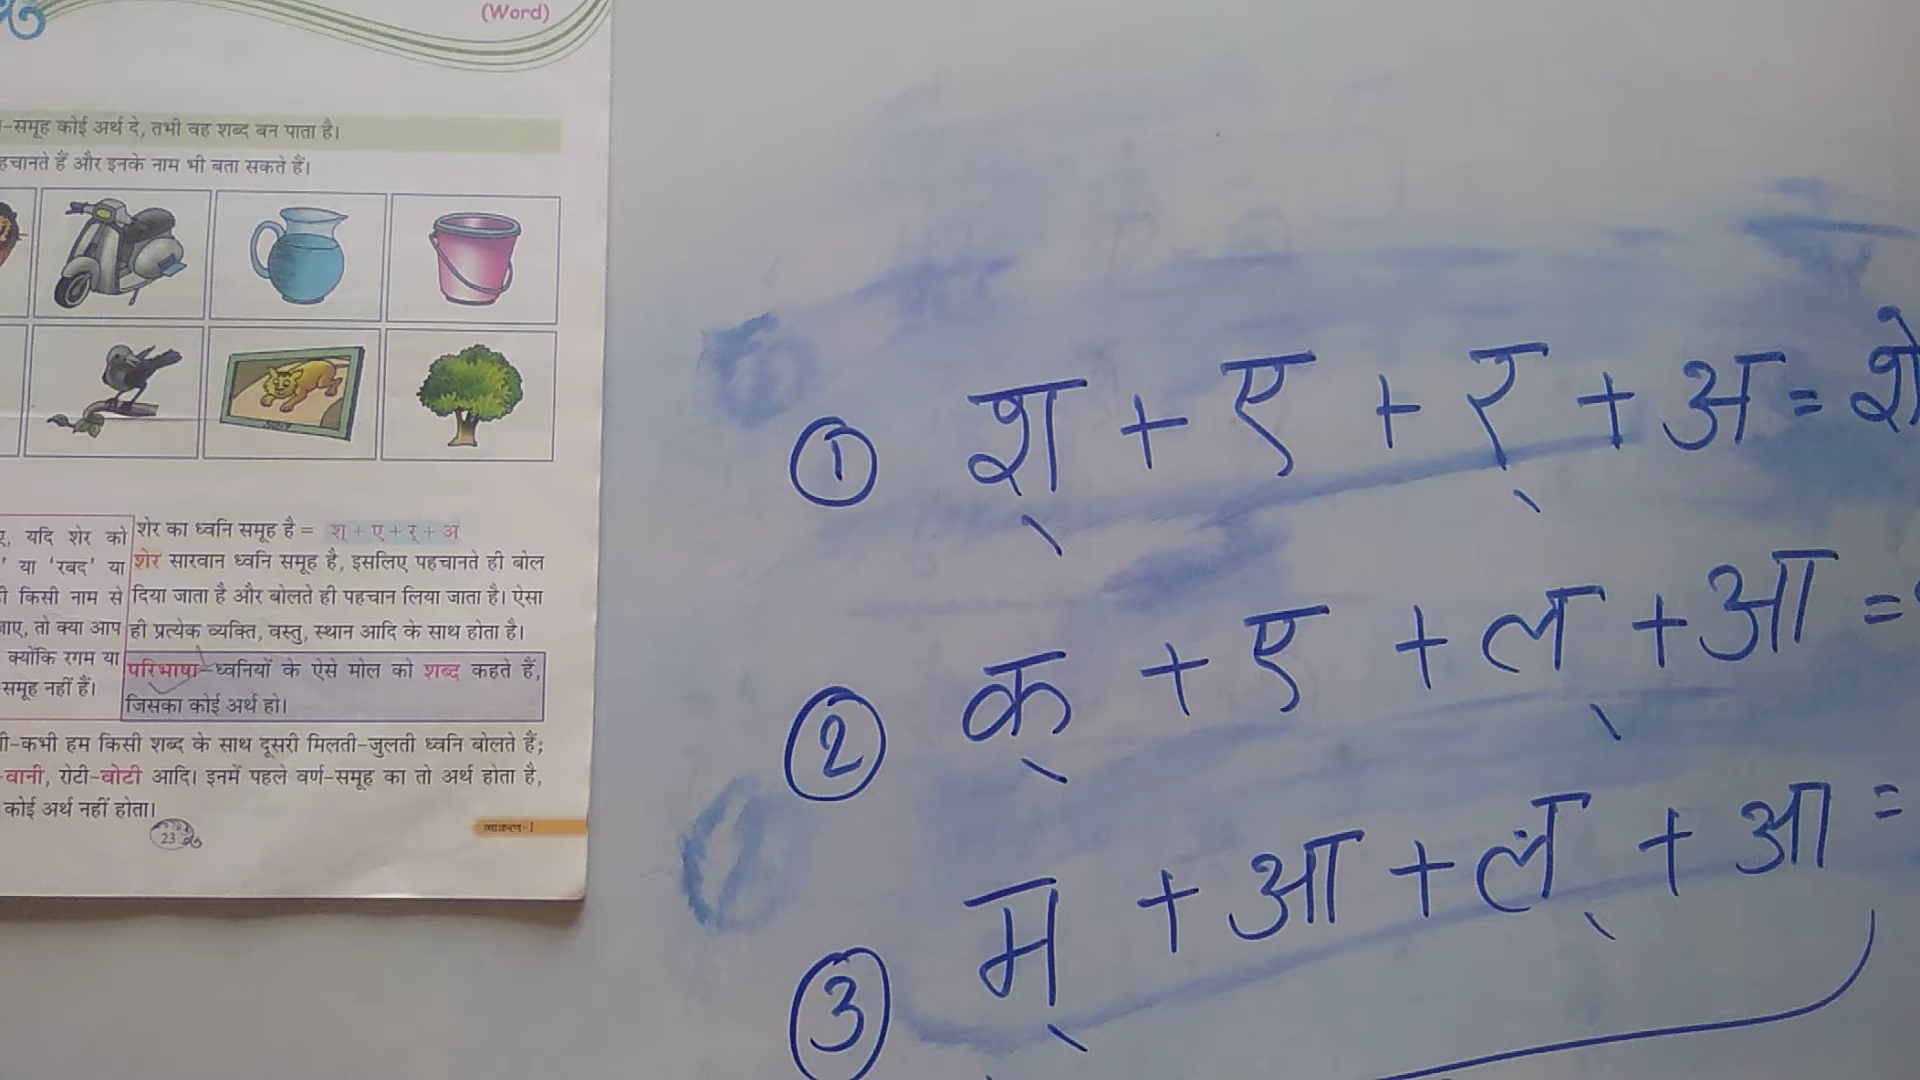 (Word)
-समूह कोई अर्थ दे, तभी वह शब्द बन पाता है।
हचानते हैं और इनके नाम भी बता सकते हैं।
यदि शेर को
या 'रबद' या
किसी नाम से
जाए, तो क्या आप
क्योंकि रगम या
समूह नहीं हैं।
शेर का ध्वनि समूह है = श् + ए + र् + अ
शेर सारवान ध्वनि समूह है, इसलिए पहचानते ही बोल
दिया जाता है और बोलते ही पहचान लिया जाता है। ऐसा
ही प्रत्येक व्यक्ति, वस्तु, स्थान आदि के साथ होता है।
परिभाषा-ध्वनियों के ऐसे मोल को शब्द कहते हैं,
जिसका कोई अर्थ हो।
ी-कभी हम किसी शब्द के साथ दूसरी मिलती-जुलती ध्वनि बोलते हैं;
-वानी, रोटी-वोटी आदि। इनमें पहले वर्ण-समूह का तो अर्थ होता है,
कोई अर्थ नहीं होता।
23
व्याकरण-1
① श् + ए + र् + अ = शे
② क् + ए + ल् + आ =
③ म् + आ + ल् + आ =